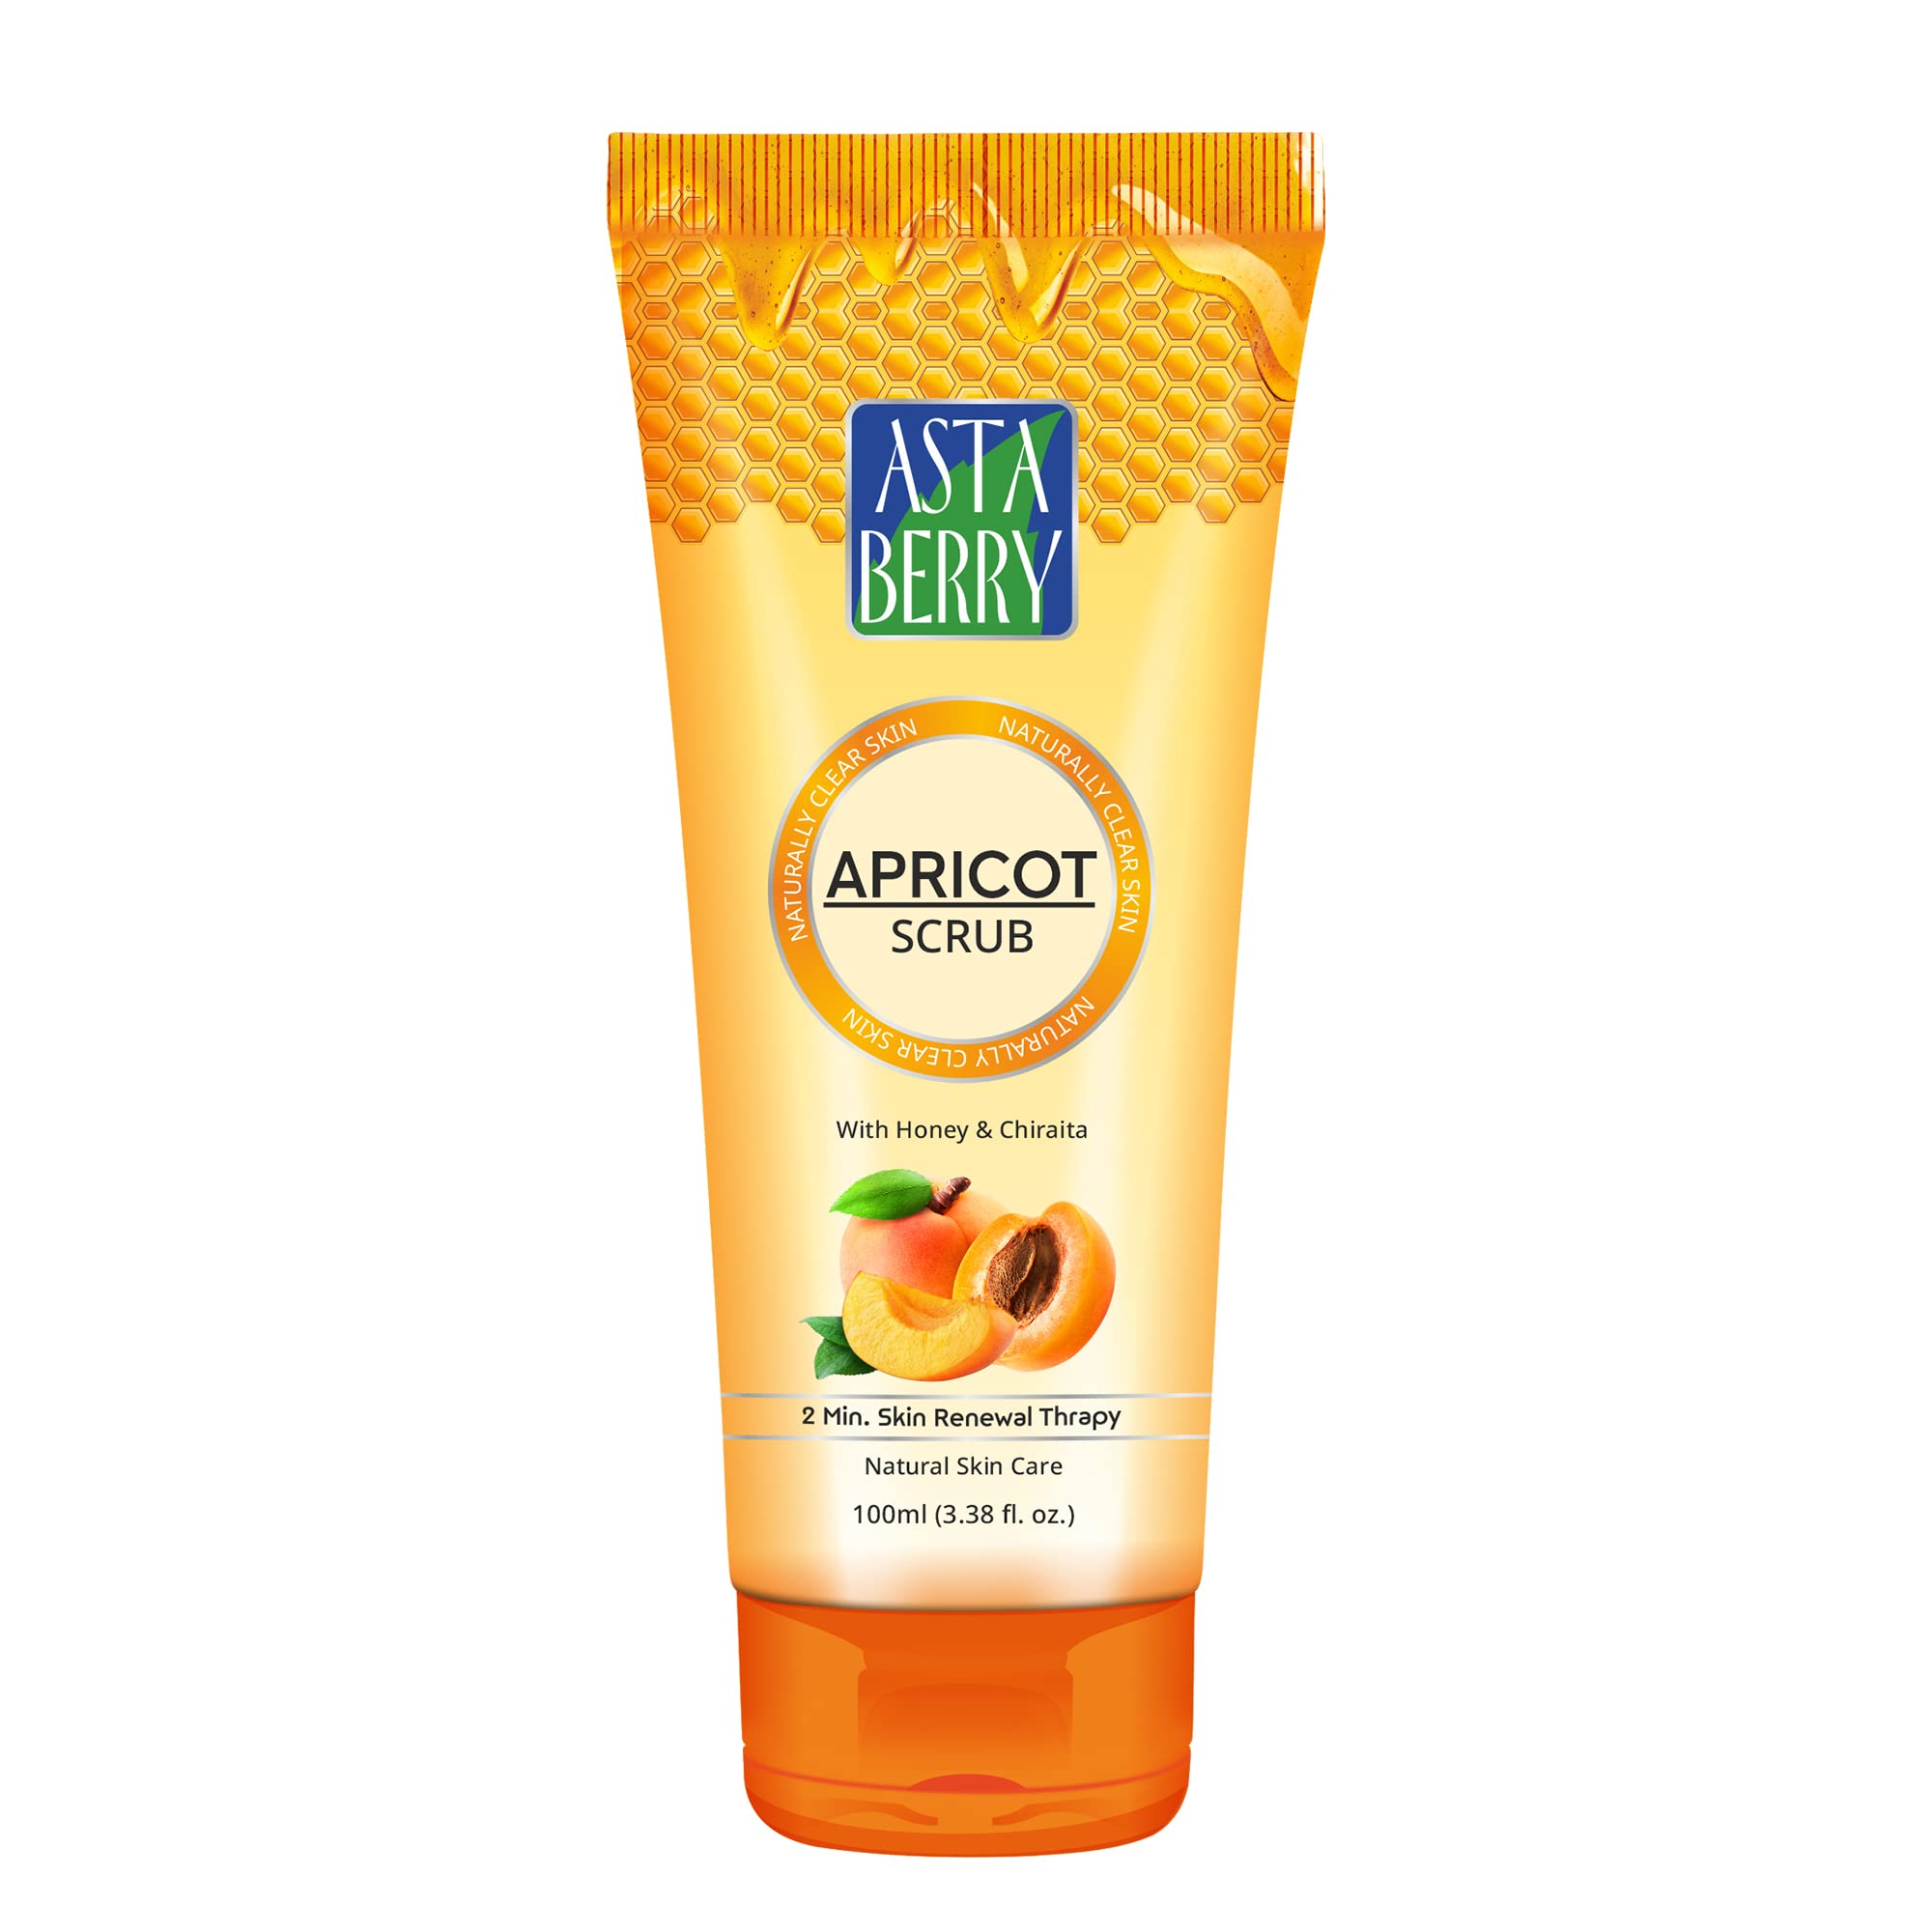 ASTA
BERRY
NATURALLY CLEAR SKIN
NATURALLY CLEAR SKIN
NATURALLY CLEAR SKIN
APRICOT
SCRUB
With Honey & Chiraita
2 Min. Skin Renewal Thrapy
Natural Skin Care
100ml (3.38 fl. oz.)